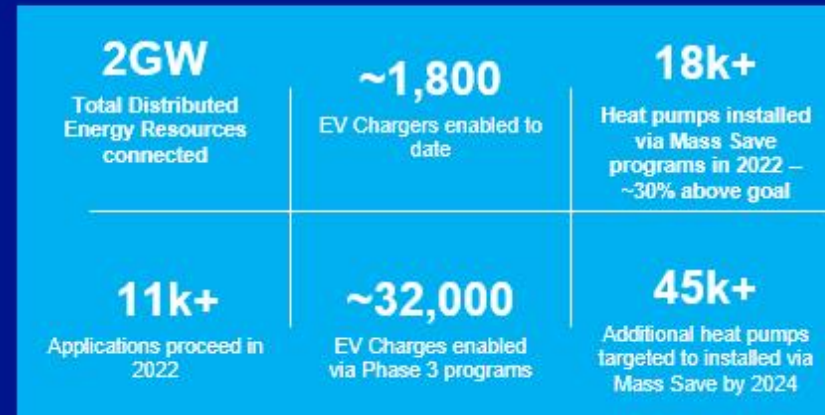 2GW
Total Distributed
Energy Resources
connected
~1,800
EV Chargers enabled to
date
18k+
Heat pumps installed
via Mass Save
programs in 2022 –
~30% above goal
11k+
Applications proceed in
2022
~32,000
EV Charges enabled
via Phase 3 programs
45k+
Additional heat pumps
targeted to installed via
Mass Save by 2024